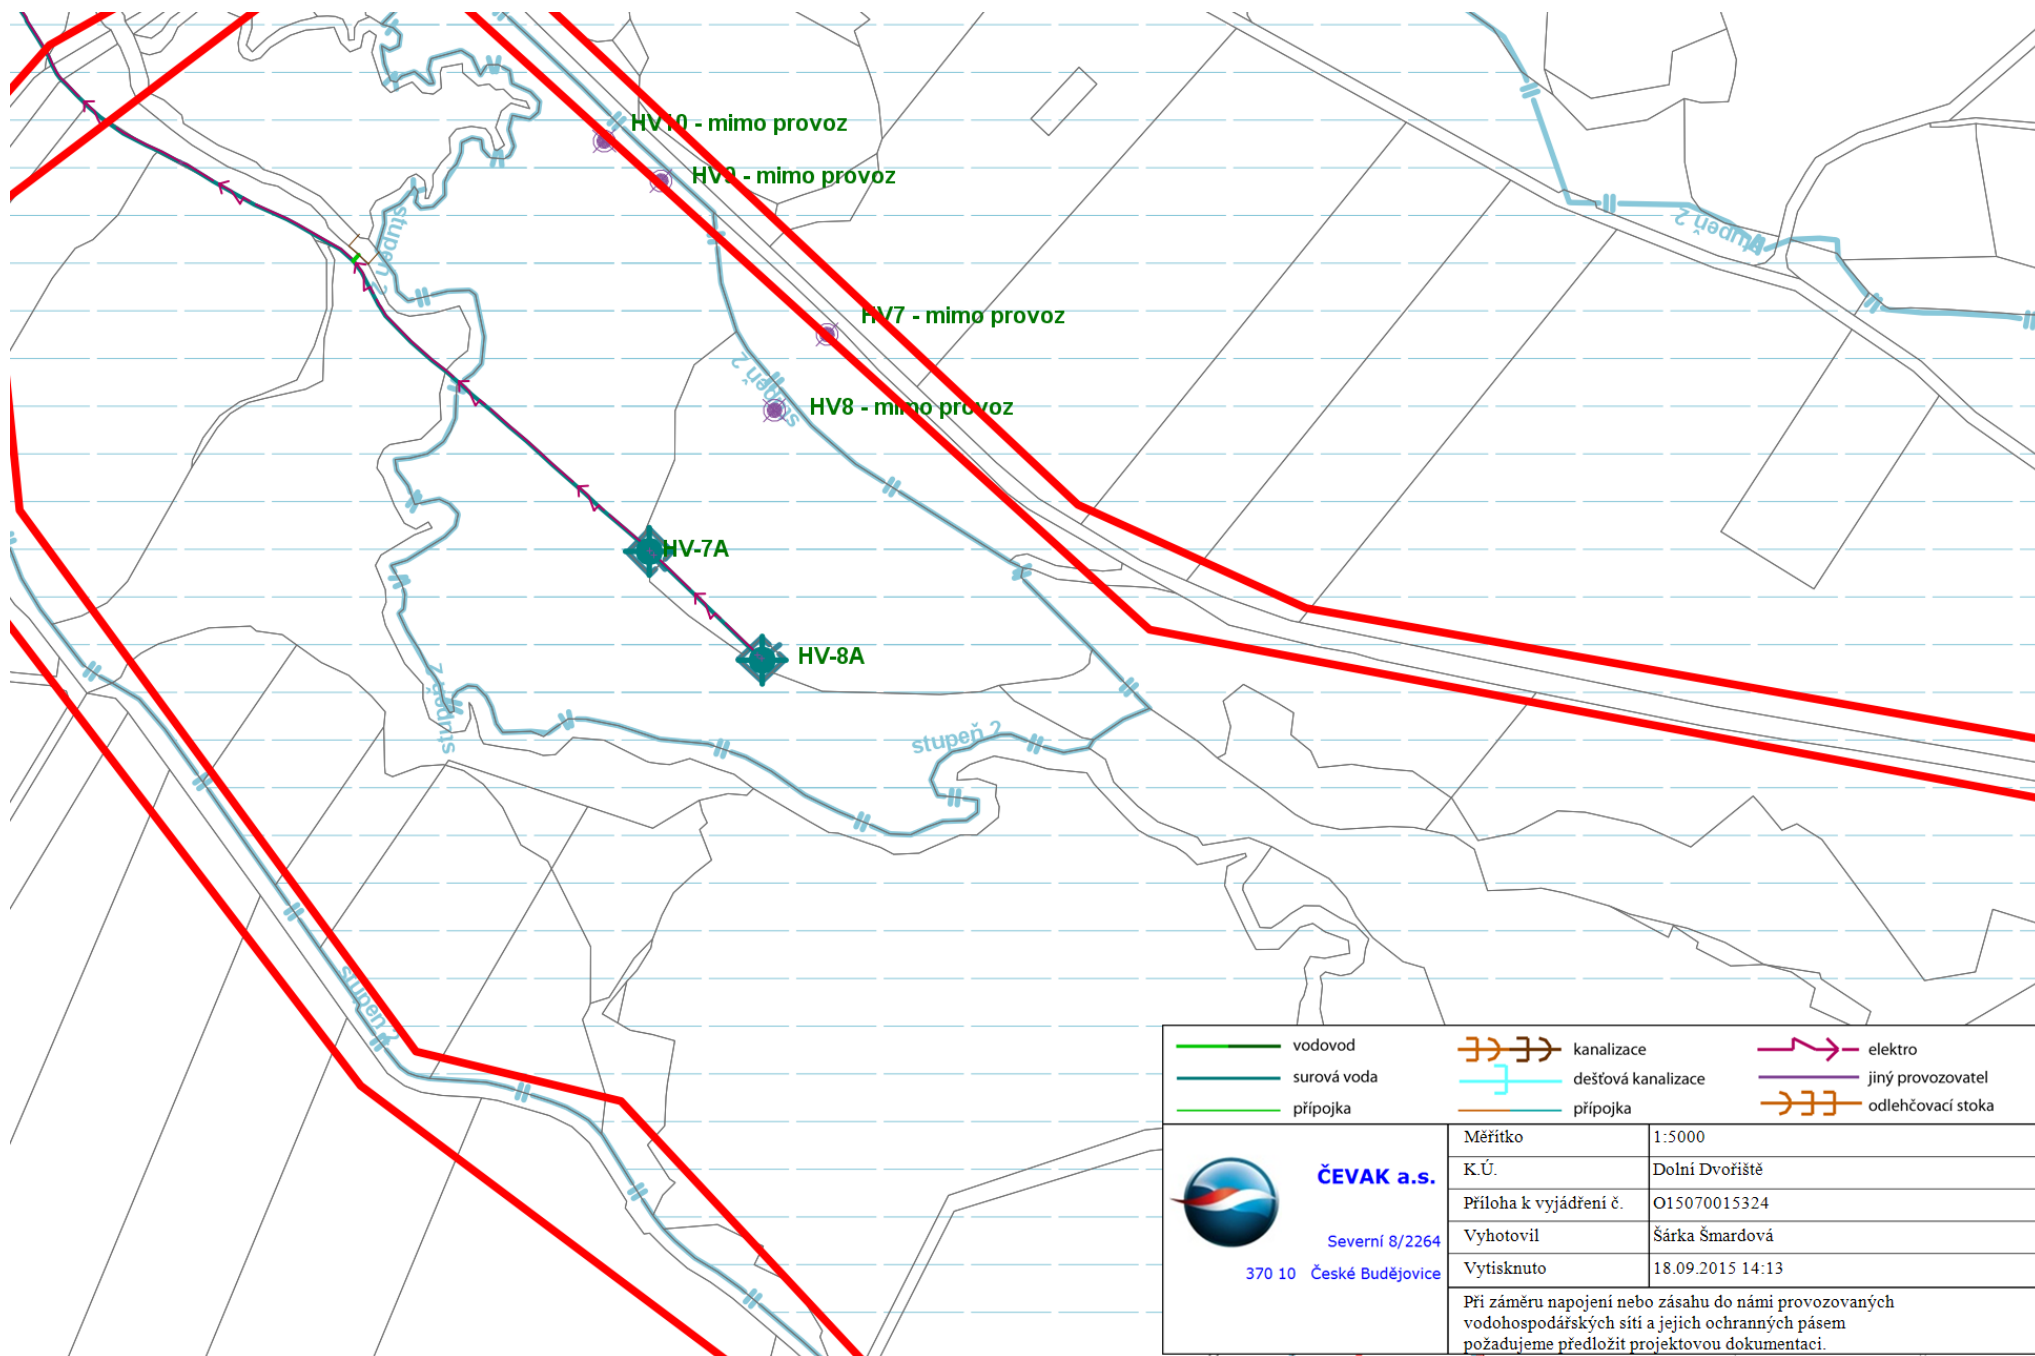 HV10 - mimo provoz
HV9 - mimo provoz
stupeň 2
stupeň 2
HV7 - mimo provoz
stupeň 2
HV8 - mimo provoz
HV-7A
HV-8A
stupeň 2
stupeň 2
stupeň 2
vodovod
kanalizace
elektro
surová voda
dešťová kanalizace
jiný provozovatel
přípojka
přípojka
odlehčovací stoka
ČEVAK a.s.
Severní 8/2264
370 10 České Budějovice
Měřítko 1:5000
K.Ú. Dolní Dvořiště
Příloha k vyjádření č. O15070015324
Vyhotovil Šárka Šmardová
Vytisknuto 18.09.2015 14:13
Při záměru napojení nebo zásahu do námi provozovaných
vodohospodářských sítí a jejich ochranných pásem
požadujeme předložit projektovou dokumentaci.